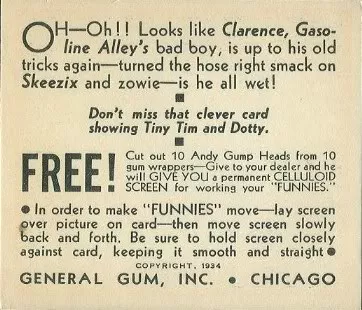 OH—Oh!! Looks like Clarence, Gaso-
line Alley's bad boy, is up to his old
tricks again—turned the hose right smack on
Skeezix and zowie—is he all wet!
Don't miss that clever card
showing Tiny Tim and Dotty.
FREE! Cut out 10 Andy Gump Heads from 10
gum wrappers—Give to your dealer and he
will GIVE YOU a permanent CELLULOID
SCREEN for working your "FUNNIES."
● In order to make "FUNNIES" move—lay screen
over picture on card—then move screen slowly
back and forth. Be sure to hold screen closely
against card, keeping it smooth and straight ●
COPYRIGHT, 1934
GENERAL GUM, INC. • CHICAGO